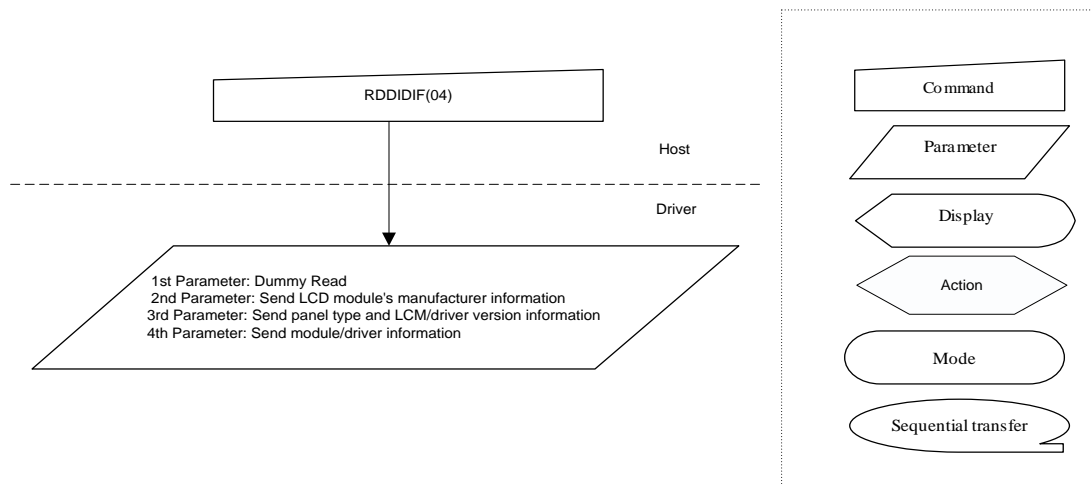 RDDIDIF(04)
Host
Driver
1st Parameter: Dummy Read
2nd Parameter: Send LCD module's manufacturer information
3rd Parameter: Send panel type and LCM/driver version information
4th Parameter: Send module/driver information
Command
Parameter
Display
Action
Mode
Sequential transfer